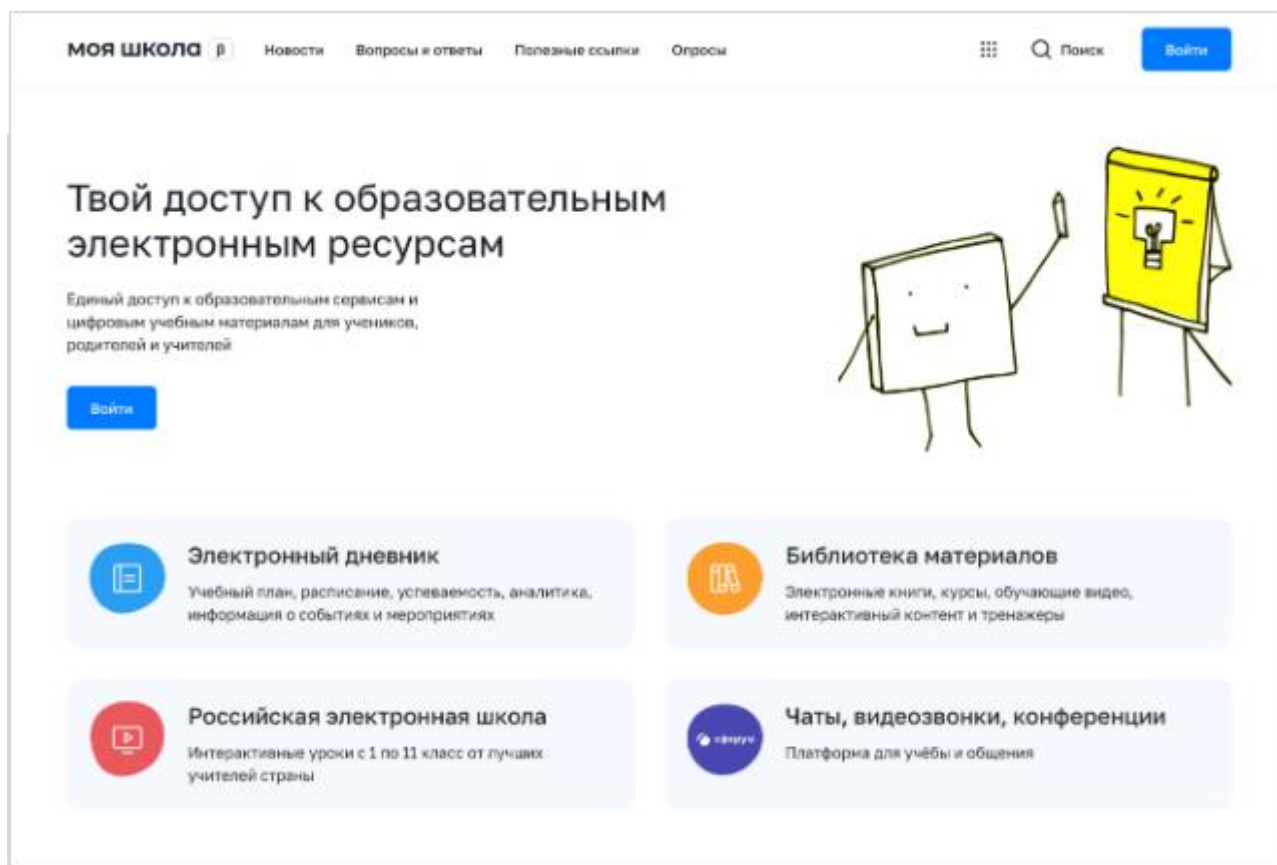 МОЯ ШКОЛА β
Новости
Вопросы и ответы
Полезные ссылки
Опросы
Поиск
Войти
Твой доступ к образовательным
электронным ресурсам
Единый доступ к образовательным сервисам и
цифровым учебным материалам для учеников,
родителей и учителей
Войти
Электронный дневник
Учебный план, расписание, успеваемость, аналитика,
информация о событиях и мероприятиях
Библиотека материалов
Электронные книги, курсы, обучающие видео,
интерактивный контент и тренажеры
Российская электронная школа
Интерактивные уроки с 1 по 11 класс от лучших
учителей страны
сферум
Чаты, видеозвонки, конференции
Платформа для учёбы и общения